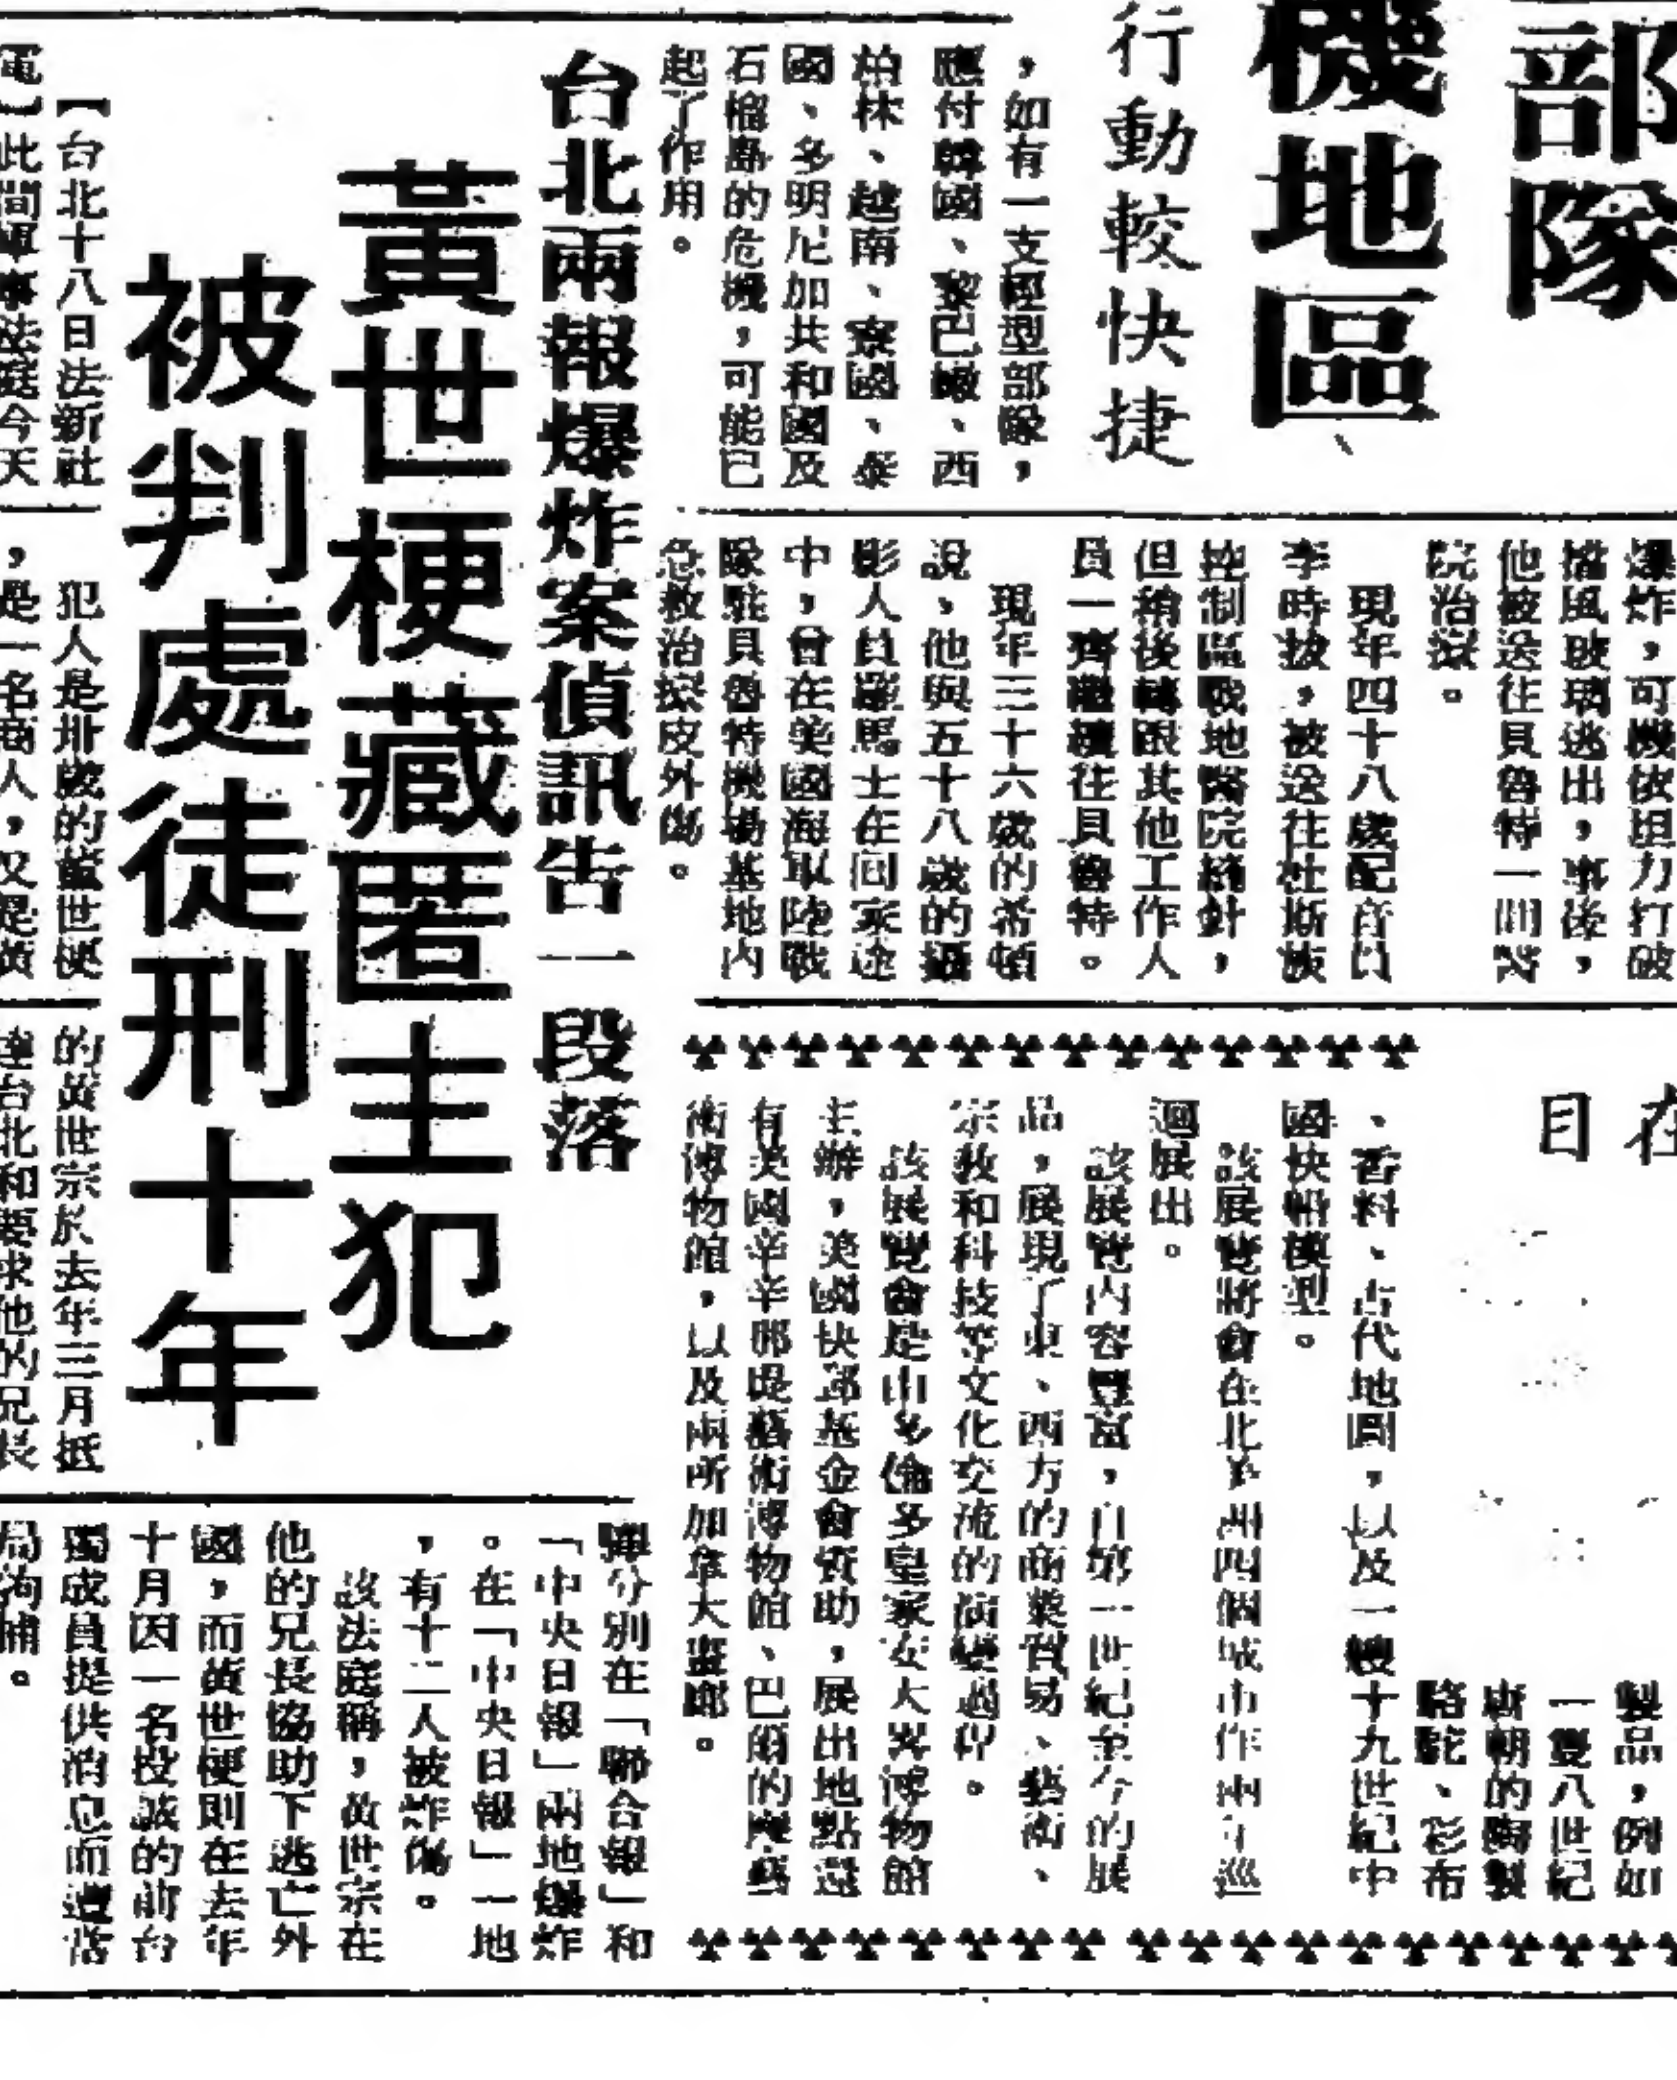 部隊
機地區
行動較快捷
，如有一支輕型部隊，
應付韓國、黎巴嫩、西
柏林、越南、寮國、泰
國、多明尼加共和國及
石榴島的危機，可能已
起了作用。
爆炸，可機彼坦力打破
擋風玻璃逃出，事後，
他被送往貝魯特一間醫
院治療。
現年四十八歲配音員
李時拔，被送往杜斯族
控制區戰地醫院縫針，
但稍後轉跟其他工作人
員一齊繼續往貝魯特。
現年三十六歲的希頓
說，他與五十八歲的攝
影人員羅馬士在回家途
中，曾在美國海軍陸戰
隊駐貝魯特機場基地內
急救治療皮外傷。
在
目
製品，例如
一雙八世紀
唐朝的陶製
駱駝、彩布
、香料、古代地圖，以及一艘十九世紀中
國快船模型。
該展覽將會在北美州四個城市作兩年巡
迴展出。
該展覽內容豐富，自第一世紀至今的展
品，展現了東、西方的商業貿易、藝術、
宗教和科技等文化交流的演變過程。
該展覽會是由多倫多皇家安大畧博物館
主辦，美國快郵基金會資助，展出地點還
有美國辛辛那提藝術博物館、巴爾的摩藝
術博物館，以及兩所加拿大畫廊。
台北兩報爆炸案偵訊告一段落
黃世梗藏匿主犯
被判處徒刑十年
【台北十八日法新社
電】此間軍事法庭今天
犯人是卅歲的黃世梗
，是一名商人，又是黃
的黃世宗於去年三月抵
達台北和要求他的兄長
彈分別在「聯合報」和
「中央日報」兩地爆炸
。在「中央日報」一地
，有十二人被炸傷。
該法庭稱，黃世宗在
他的兄長協助下逃亡外
國，而黃世梗則在去年
十月因一名投誠的前台
獨成員提供消息而遭當
局拘捕。